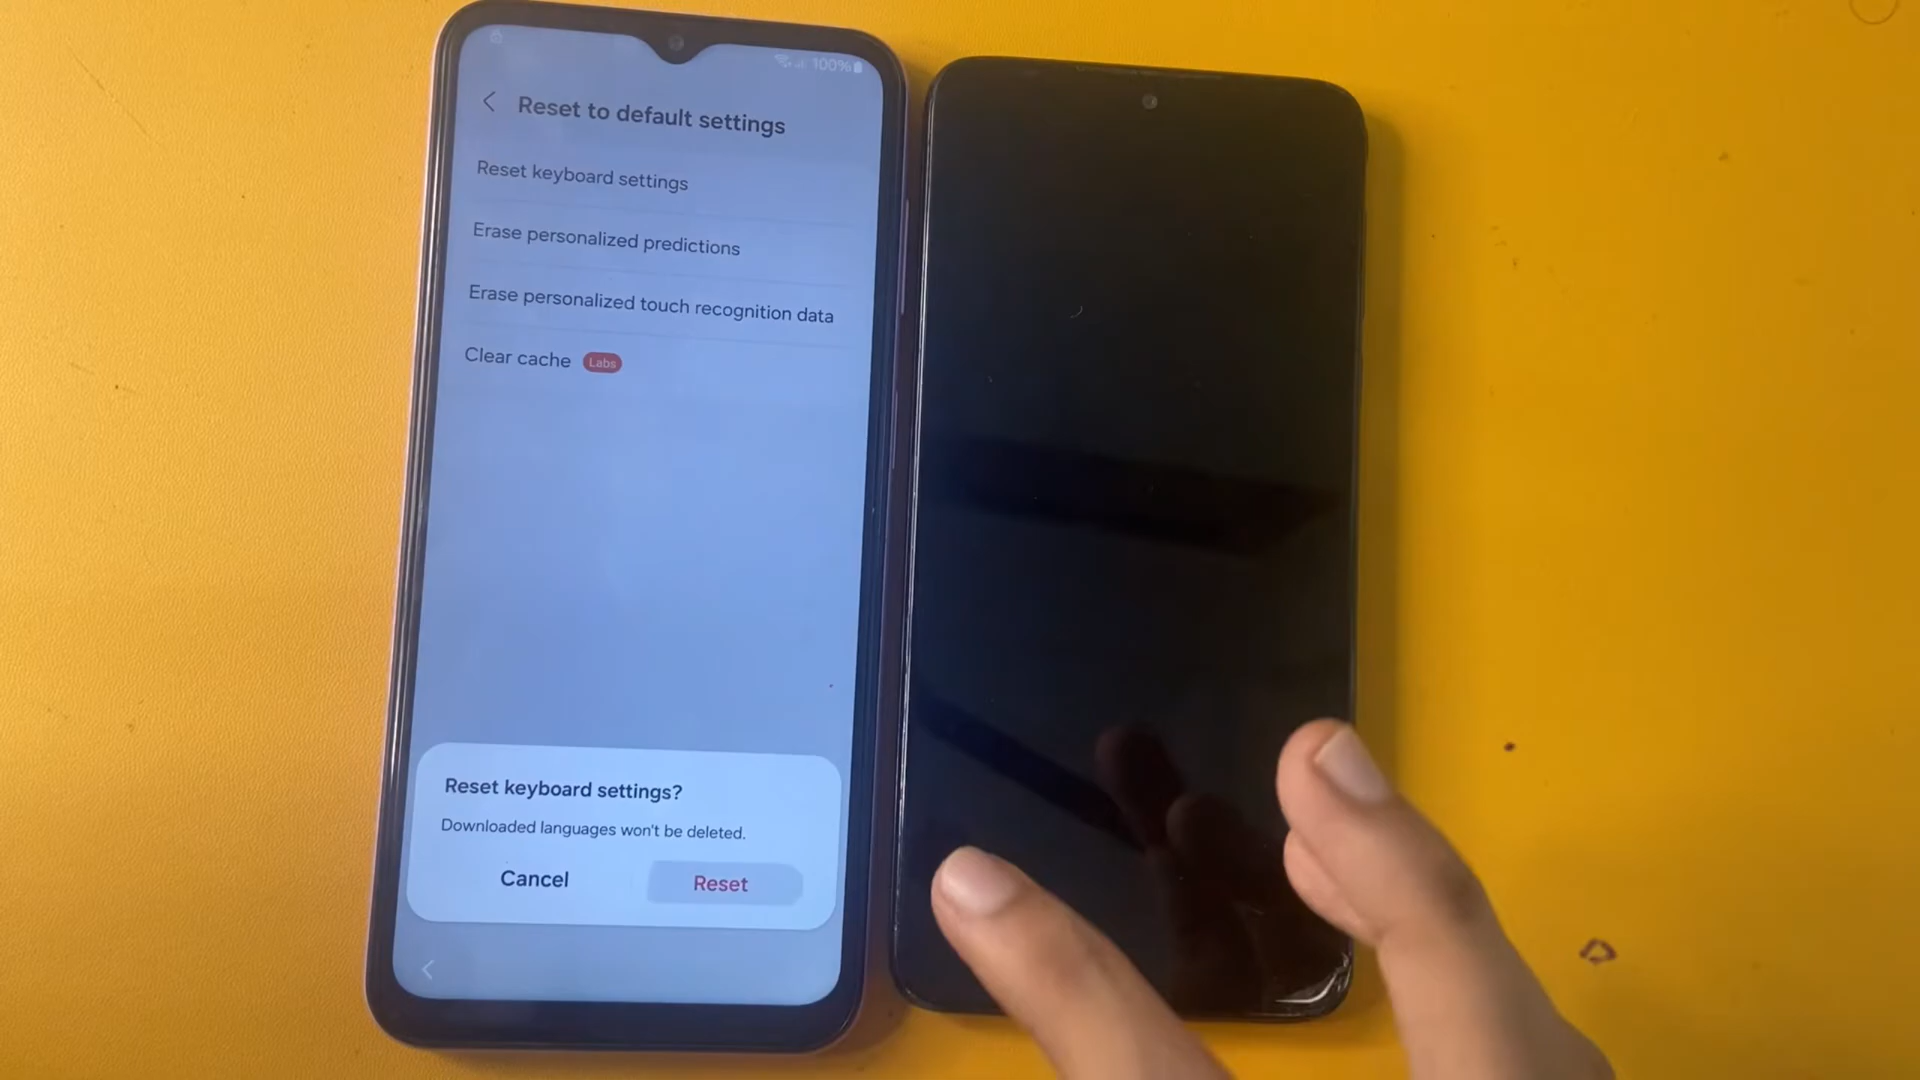 100%
Reset to default settings
Reset keyboard settings
Erase personalized predictions
Erase personalized touch recognition data
Clear cache Labs
Reset keyboard settings?
Downloaded languages won't be deleted.
Cancel Reset